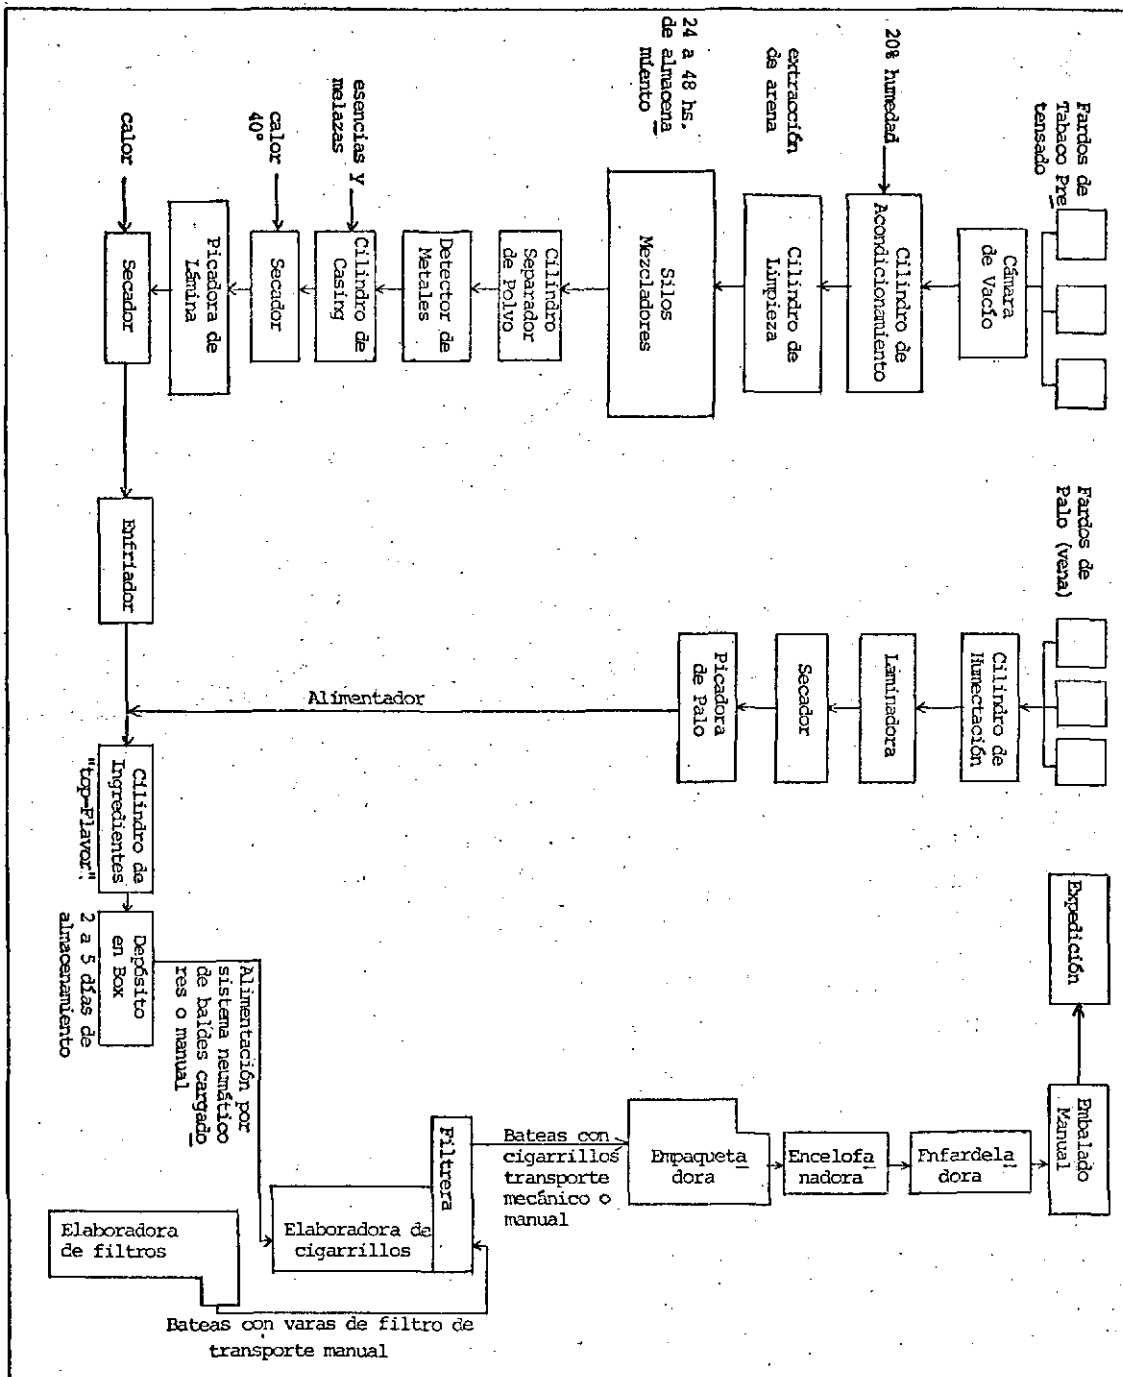 Fardos de
Tabaco Pre
tensado
Cámara
de Vacío
20% humedad
Cilindro de
Acondicionamiento
extracción
de arena
Cilindro de
Limpieza
24 a 48 hs.
de almacena
miento
Silos
Mezcladores
Cilindro
Separador
de Polvo
Detector de
Metales
esencias Y
melazas
Cilindro de
Casing
calor
40°
Secador
Picadora de
Lámina
calor
Secador
Enfriador
Fardos de
Palo (vena)
Cilindro de
Humectación
Laminadora
Secador
Picadora
de Palo
Alimentador
Cilindro de
Ingredientes
"top-Flavor".
Depósito
en Box
2 a 5 días de
almacenamiento
Alimentación por
sistema neumático
de baldes cargado
res o manual
Elaboradora
de filtros
Bateas con varas de filtro de
transporte manual
Elaboradora de
cigarrillos
Filtrera
Bateas con
cigarrillos
transporte
mecánico o
manual
Empaqueta
dora
Encelofa
nadora
Enfardela
dora
Embalado
Manual
Expedición